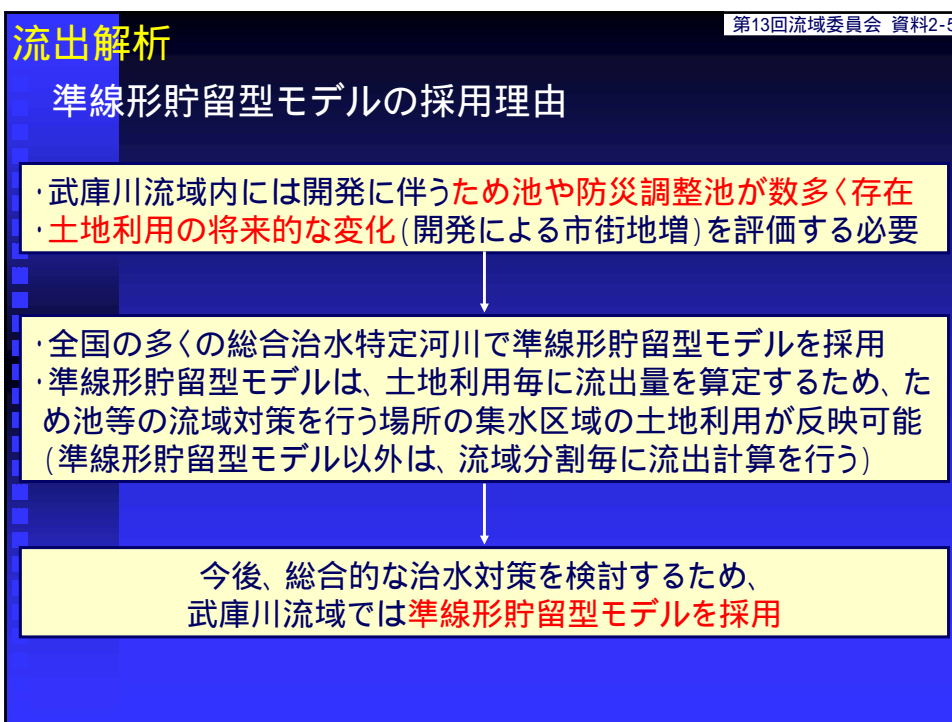 第13回流域委員会 資料2-5
流出解析
準線形貯留型モデルの採用理由
・武庫川流域内には開発に伴うため池や防災調整池が数多く存在
・土地利用の将来的な変化(開発による市街地増)を評価する必要
・全国の多くの総合治水特定河川で準線形貯留型モデルを採用
・準線形貯留型モデルは、土地利用毎に流出量を算定するため、た
め池等の流域対策を行う場所の集水区域の土地利用が反映可能
(準線形貯留型モデル以外は、流域分割毎に流出計算を行う)
今後、総合的な治水対策を検討するため、
武庫川流域では準線形貯留型モデルを採用